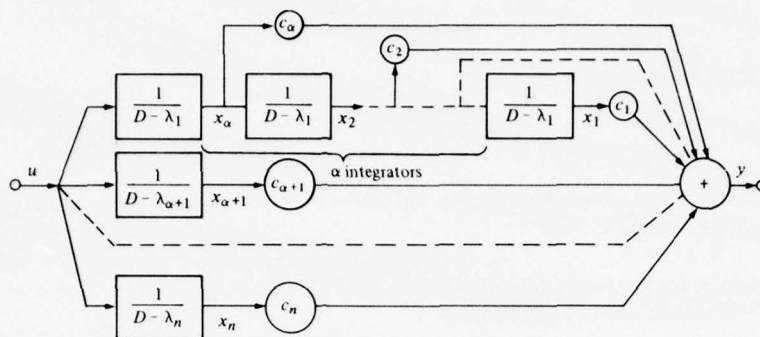 c_α
c_2
1 / (D - λ_1)
x_α
1 / (D - λ_1)
x_2
1 / (D - λ_1)
x_1
c_1
α integrators
u
1 / (D - λ_{α+1})
x_{α+1}
c_{α+1}
+
y
1 / (D - λ_n)
x_n
c_n